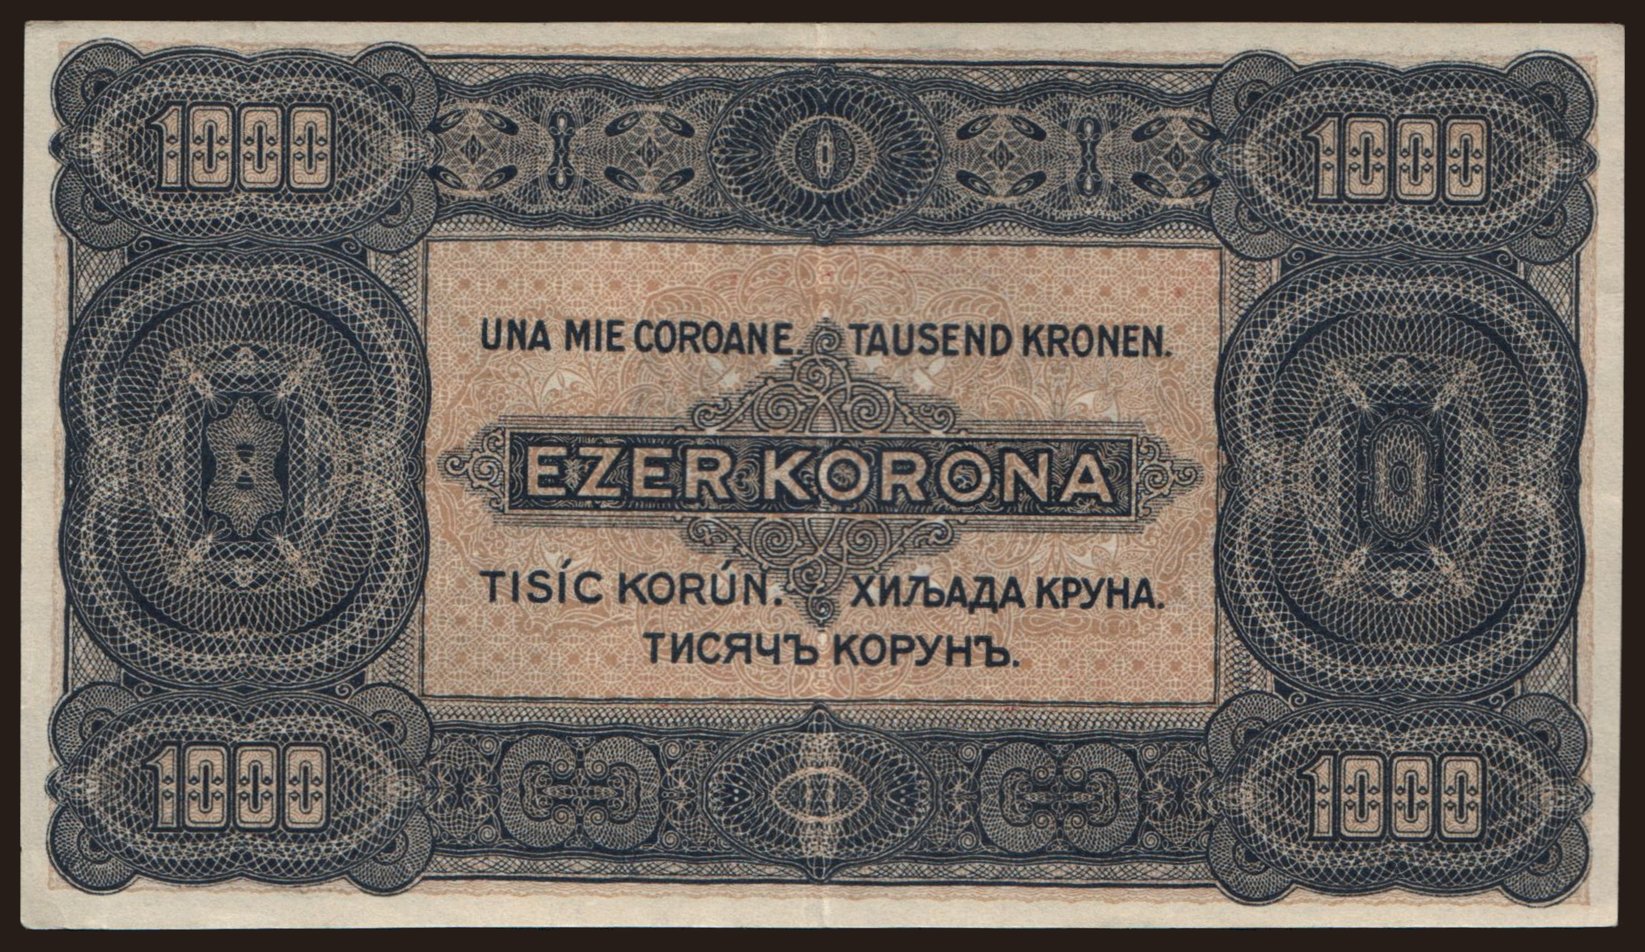 1000 1000
UNA MIE COROANE. TAUSEND KRONEN.
EZER KORONA
TISÍC KORÚN. ХИЉАДА КРУНА.
ТИСЯЧЪ КОРУНЪ.
1000 1000